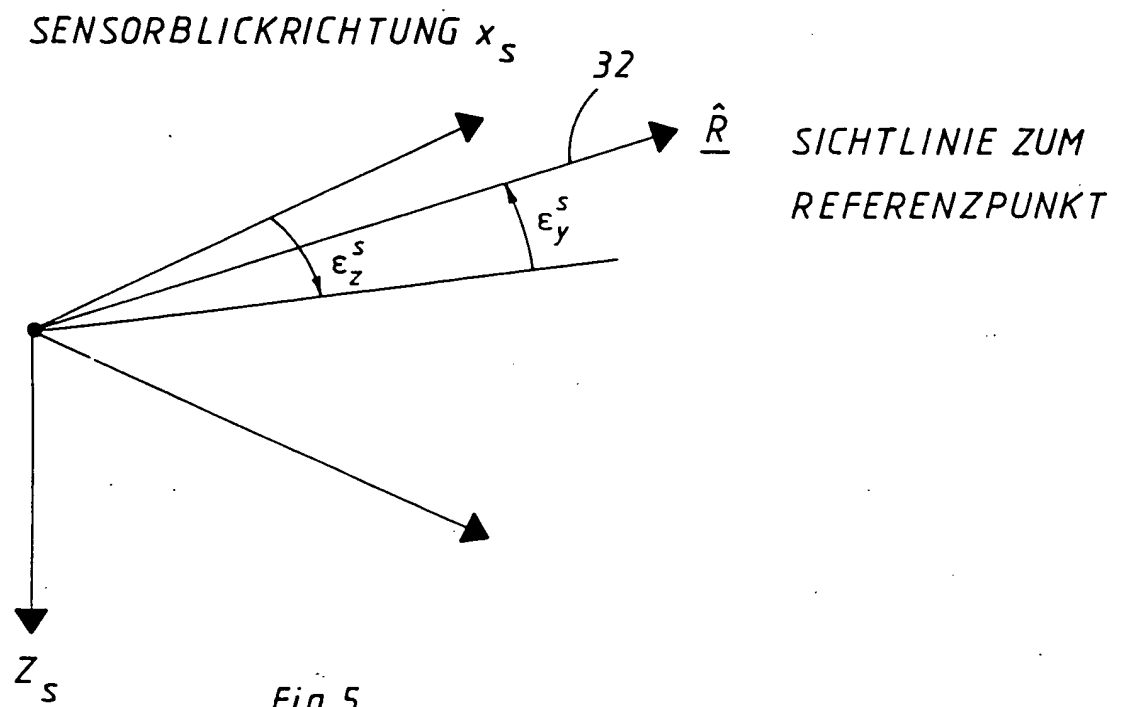 SENSORBLICKRICHTUNG x_s
32
R̂ SICHTLINIE ZUM
REFERENZPUNKT
ε_y^s
ε_z^s
z_s
Fig. 5